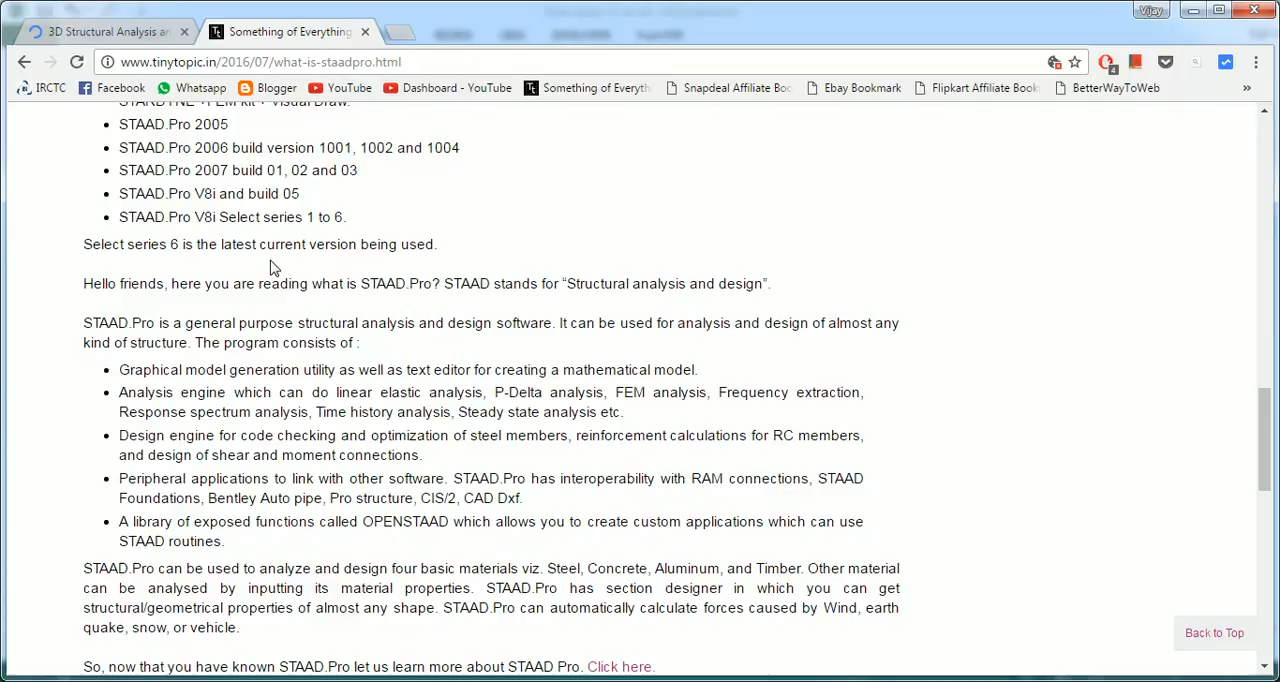 Vijay
3D Structural Analysis an
Something of Everything
www.tinytopic.in/2016/07/what-is-staadpro.html
4
IRCTC Facebook Whatsapp Blogger YouTube Dashboard - YouTube Something of Everyth Snapdeal Affiliate Boo Ebay Bookmark Flipkart Affiliate Book BetterWayToWeb »
STARDYNE +FEM kit + Visual Draw.
STAAD.Pro 2005
STAAD.Pro 2006 build version 1001, 1002 and 1004
STAAD.Pro 2007 build 01, 02 and 03
STAAD.Pro V8i and build 05
STAAD.Pro V8i Select series 1 to 6.
Select series 6 is the latest current version being used.
Hello friends, here you are reading what is STAAD.Pro? STAAD stands for “Structural analysis and design”.
STAAD.Pro is a general purpose structural analysis and design software. It can be used for analysis and design of almost any
kind of structure. The program consists of :
Graphical model generation utility as well as text editor for creating a mathematical model.
Analysis engine which can do linear elastic analysis, P-Delta analysis, FEM analysis, Frequency extraction,
Response spectrum analysis, Time history analysis, Steady state analysis etc.
Design engine for code checking and optimization of steel members, reinforcement calculations for RC members,
and design of shear and moment connections.
Peripheral applications to link with other software. STAAD.Pro has interoperability with RAM connections, STAAD
Foundations, Bentley Auto pipe, Pro structure, CIS/2, CAD Dxf.
A library of exposed functions called OPENSTAAD which allows you to create custom applications which can use
STAAD routines.
STAAD.Pro can be used to analyze and design four basic materials viz. Steel, Concrete, Aluminum, and Timber. Other material
can be analysed by inputting its material properties. STAAD.Pro has section designer in which you can get
structural/geometrical properties of almost any shape. STAAD.Pro can automatically calculate forces caused by Wind, earth
quake, snow, or vehicle.
Back to Top
So, now that you have known STAAD.Pro let us learn more about STAAD Pro. Click here.